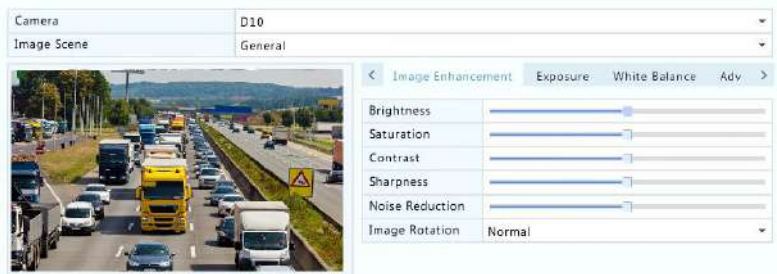 Camera D10
Image Scene General
< Image Enhancement Exposure White Balance Adv >
Brightness
Saturation
Contrast
Sharpness
Noise Reduction
Image Rotation Normal